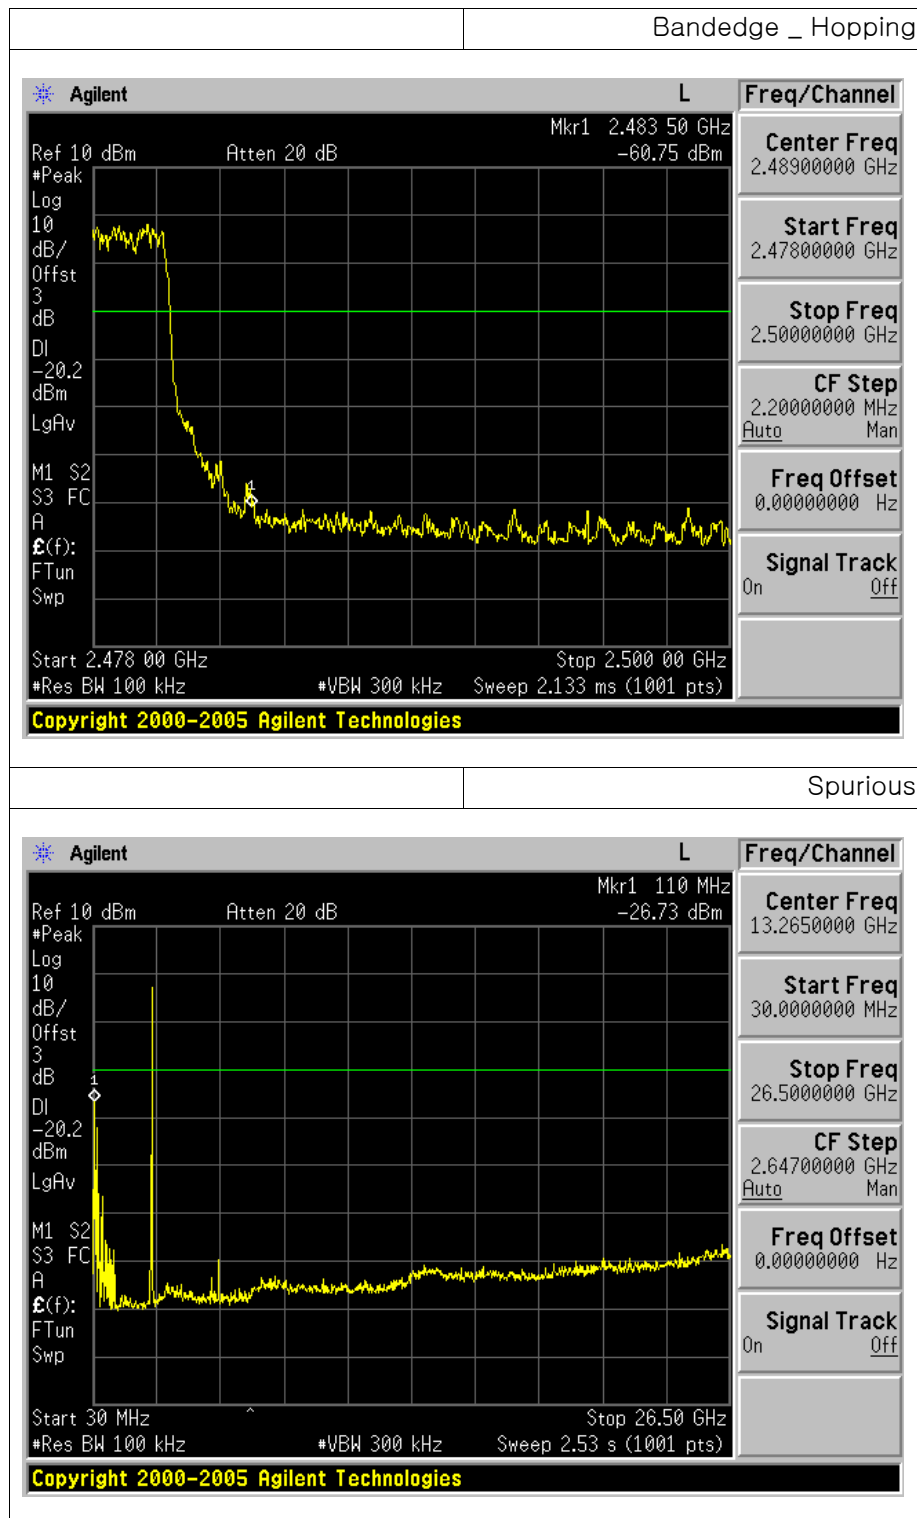 Bandedge _ Hopping
Agilent L Freq/Channel
Mkr1 2.483 50 GHz
Ref 10 dBm Atten 20 dB -60.75 dBm
#Peak
Log
10
dB/
Offst
3
dB
DI
-20.2
dBm
LgAv
M1 S2
S3 FC
A
£(f):
FTun
Swp
1
Start 2.478 00 GHz Stop 2.500 00 GHz
#Res BW 100 kHz #VBW 300 kHz Sweep 2.133 ms (1001 pts)
Center Freq
2.48900000 GHz
Start Freq
2.47800000 GHz
Stop Freq
2.50000000 GHz
CF Step
2.20000000 MHz
Auto Man
Freq Offset
0.00000000 Hz
Signal Track
On Off
Copyright 2000-2005 Agilent Technologies
Spurious
Agilent L Freq/Channel
Mkr1 110 MHz
Ref 10 dBm Atten 20 dB -26.73 dBm
#Peak
Log
10
dB/
Offst
3
dB
DI
-20.2
dBm
LgAv
M1 S2
S3 FC
A
£(f):
FTun
Swp
1
Start 30 MHz ^ Stop 26.50 GHz
#Res BW 100 kHz #VBW 300 kHz Sweep 2.53 s (1001 pts)
Center Freq
13.2650000 GHz
Start Freq
30.0000000 MHz
Stop Freq
26.5000000 GHz
CF Step
2.64700000 GHz
Auto Man
Freq Offset
0.00000000 Hz
Signal Track
On Off
Copyright 2000-2005 Agilent Technologies